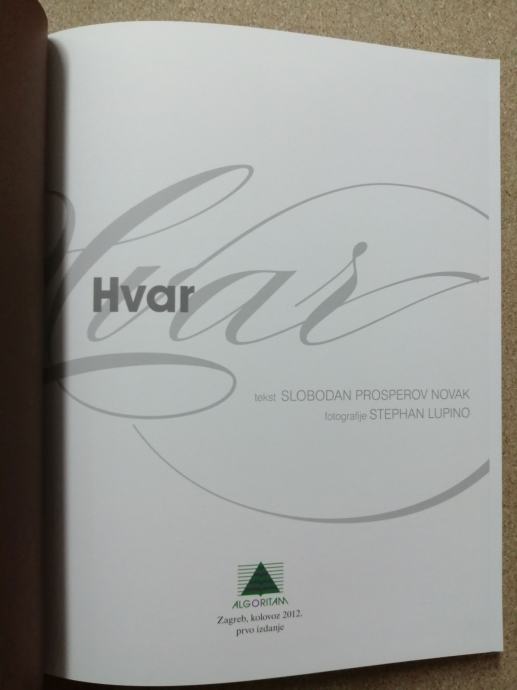 Hvar
Hvar
tekst SLOBODAN PROSPEROV NOVAK
fotografije STEPHAN LUPINO
ALGORITAM
Zagreb, kolovoz 2012.
prvo izdanje